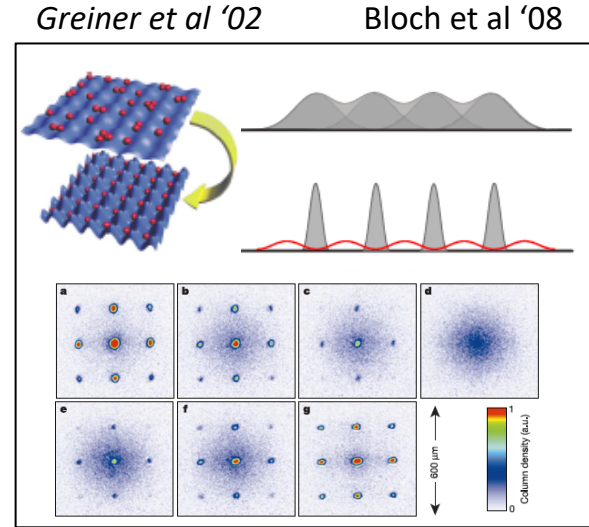 Greiner et al ‘02 Bloch et al ‘08
a b c d
e f g
1
0
Column density (a.u.)
600 µm